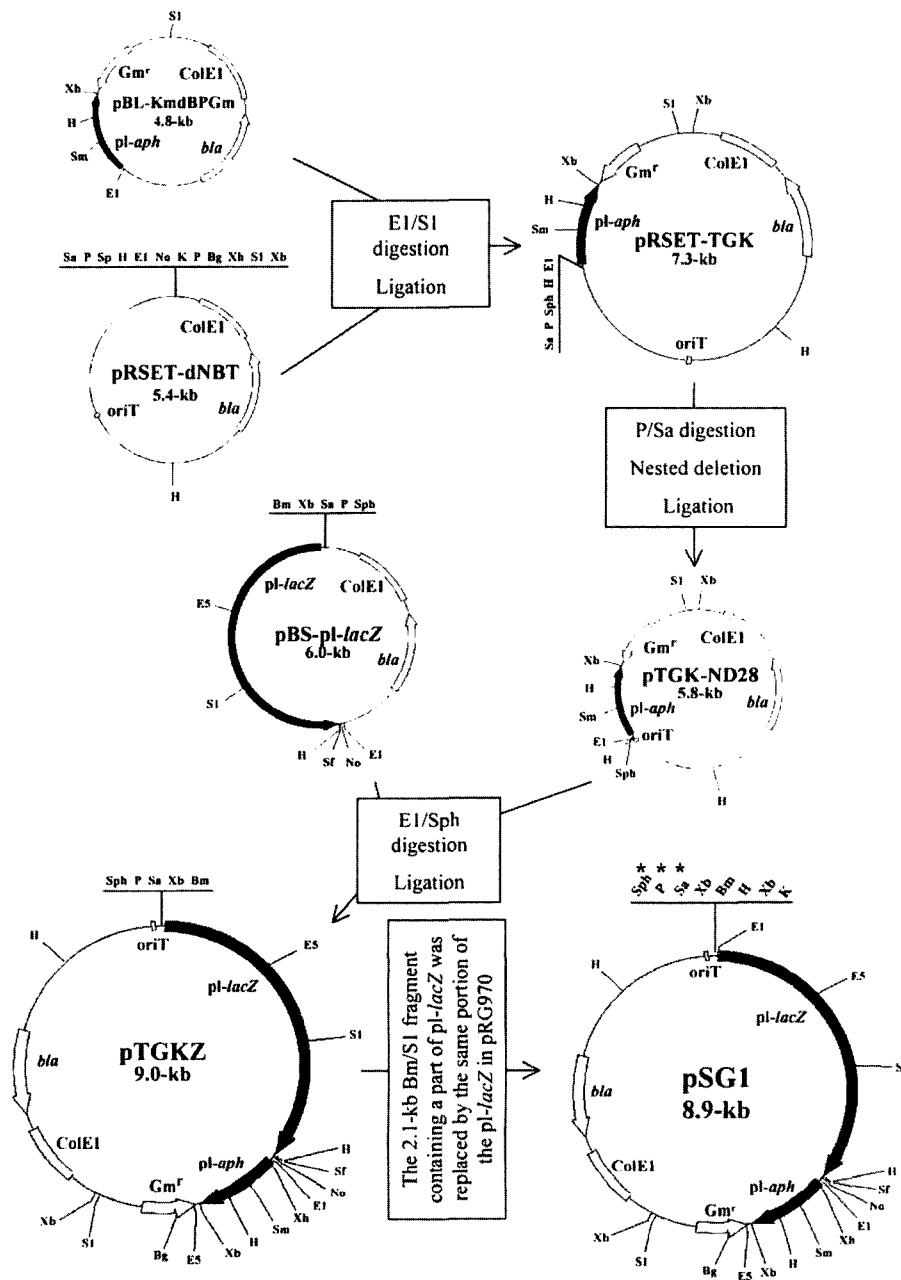 S1
Gmr
ColE1
Xh
pBL-KmdBPGm
4.8-kb
H
pl-aph
bla
Sm
E1
E1/S1
digestion
Ligation
Sa P Sp H E1 No K P Bg Xh S1 Xb
ColE1
pRSET-dNBT
5.4-kb
oriT
bla
H
S1 Xb
Xb
Gmr
ColE1
H
pl-aph
Sm
bla
pRSET-TGK
7.3-kb
Sa P Sph H E1
oriT
H
P/Sa digestion
Nested deletion
Ligation
Bm Xb Sa P Sph
pl-lacZ
ColE1
E5
pBS-pl-lacZ
6.0-kb
bla
S1
H
Sf
No
E1
S1 Xb
ColE1
Gmr
Xh
pTGK-ND28
5.8-kb
H
bla
Sm
pl-aph
E1
oriT
H
Sph
H
E1/Sph
digestion
Ligation
Sph P Sa Xb Bm
H
oriT
E5
pl-lacZ
S1
bla
pTGKZ
9.0-kb
ColE1
pl-aph
H
Sf
No
E1
Xh
Sm
H
Xb
E5
Bg
Gmr
S1
Xb
The 2.1-kb Bm/S1 fragment
containing a part of pl-lacZ was
replaced by the same portion of
the pl-lacZ in pRG970
* * *
Sph P Sa Xb Bm H Xb K
E1
oriT
H
E5
pl-lacZ
S
bla
pSG1
8.9-kb
ColE1
pl-aph
H
Sf
No
E1
Xh
Sm
H
Xb
E5
Bg
Gmr
S1
Xb